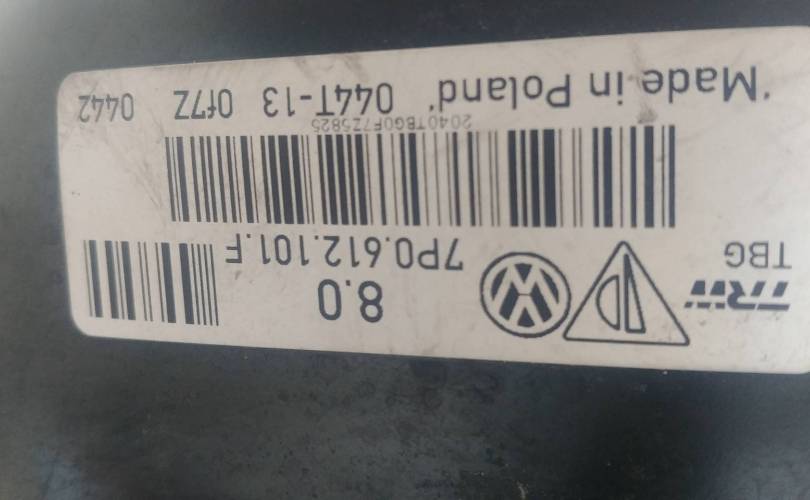 TRW
TBG
8.0
7P0.612.101.F
2040TBG0F7Z5825
'Made in Poland' 044T-13 0f7Z 0442